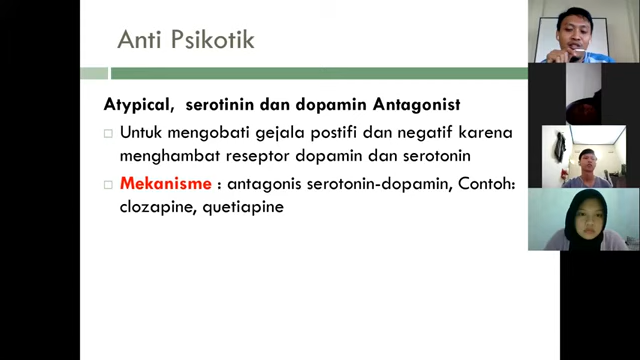 Anti Psikotik
Atypical, serotinin dan dopamin Antagonist
Untuk mengobati gejala postifi dan negatif karena
menghambat reseptor dopamin dan serotonin
Mekanisme : antagonis serotonin-dopamin, Contoh:
clozapine, quetiapine